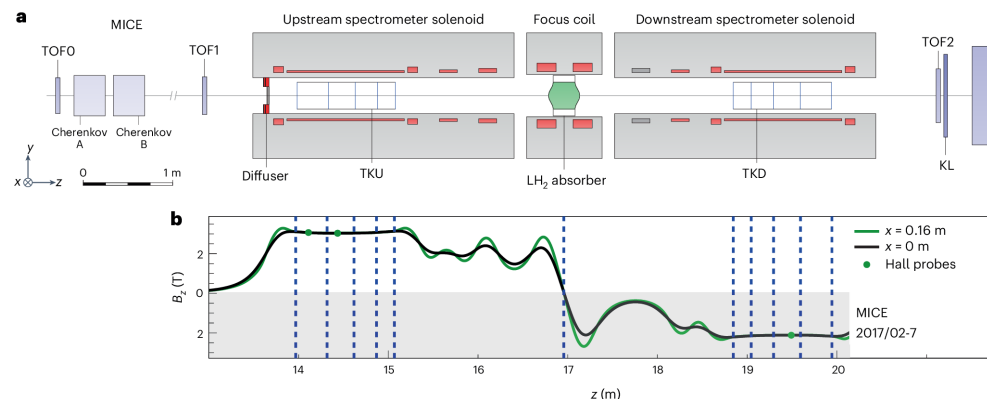 a
MICE
Upstream spectrometer solenoid
Focus coil
Downstream spectrometer solenoid
TOF0
TOF1
TOF2
Cherenkov
A
Cherenkov
B
y
x
z
0
1 m
Diffuser
TKU
LH2 absorber
TKD
KL
b
Bz (T)
2
0
2
x = 0.16 m
x = 0 m
Hall probes
MICE
2017/02-7
14
15
16
17
18
19
20
z (m)